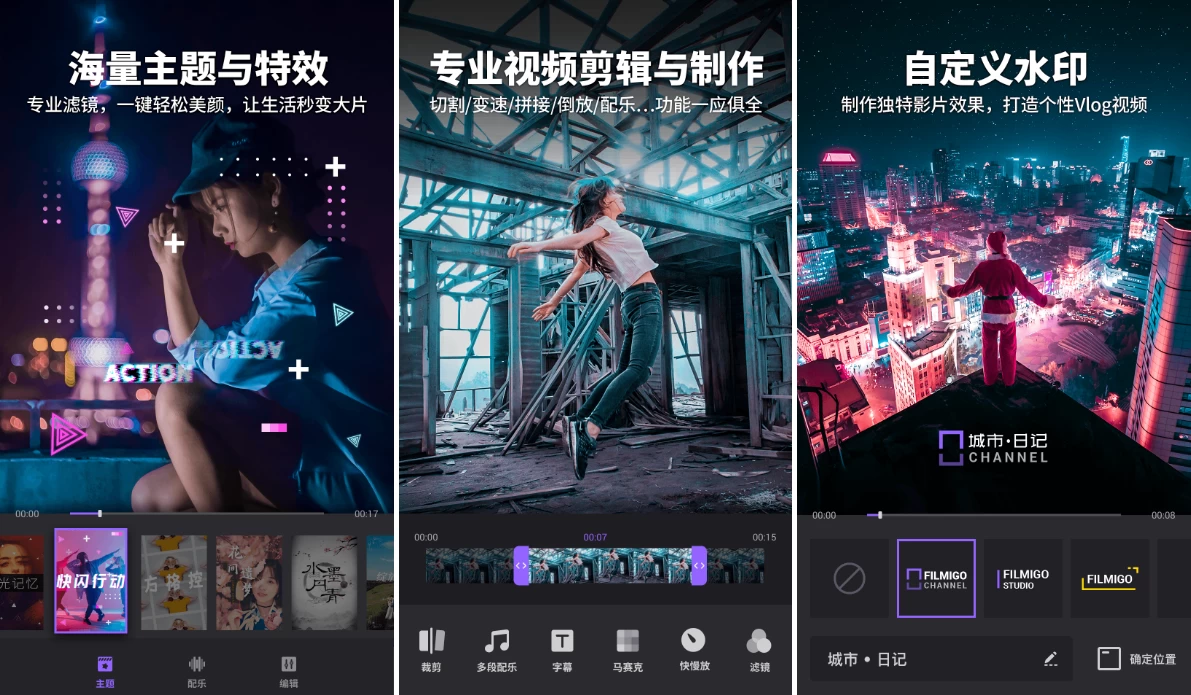 海量主题与特效
专业滤镜，一键轻松美颜，让生活秒变大片
ACTION
ACTION
00:00
00:17
光记忆
快闪行动
方将控
花间造梦
水墨丹青
主题
配乐
编辑
专业视频剪辑与制作
切割/变速/拼接/倒放/配乐...功能一应俱全
00:00
00:07
00:15
裁剪
多段配乐
字幕
马赛克
快慢放
滤镜
自定义水印
制作独特影片效果，打造个性Vlog视频
城市·日记
CHANNEL
00:00
00:08
FILMIGO
CHANNEL
FILMIGO
STUDIO
FILMIGO
城市 • 日记
确定位置